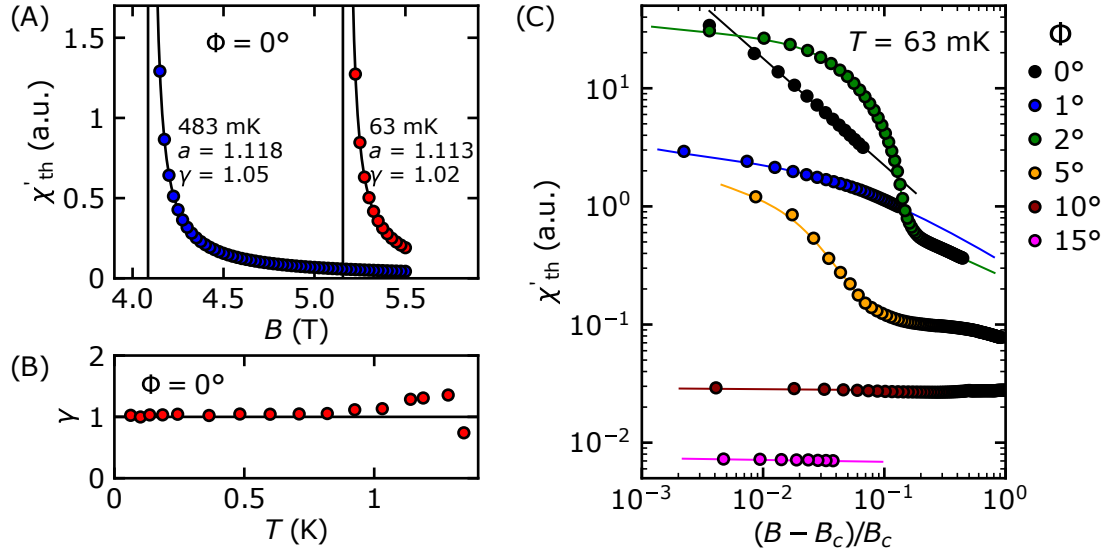 (A)
χ'th (a.u.)
1.5
1
0.5
0
Φ = 0°
483 mK
a = 1.118
γ = 1.05
63 mK
a = 1.113
γ = 1.02
4.0
4.5
5.0
5.5
B (T)
(B)
γ
2
1
0
Φ = 0°
0
0.5
1
T (K)
(C)
χ'th (a.u.)
10¹
10⁰
10⁻¹
10⁻²
T = 63 mK
10⁻³
10⁻²
10⁻¹
10⁰
(B − Bc)/Bc
Φ
0°
1°
2°
5°
10°
15°